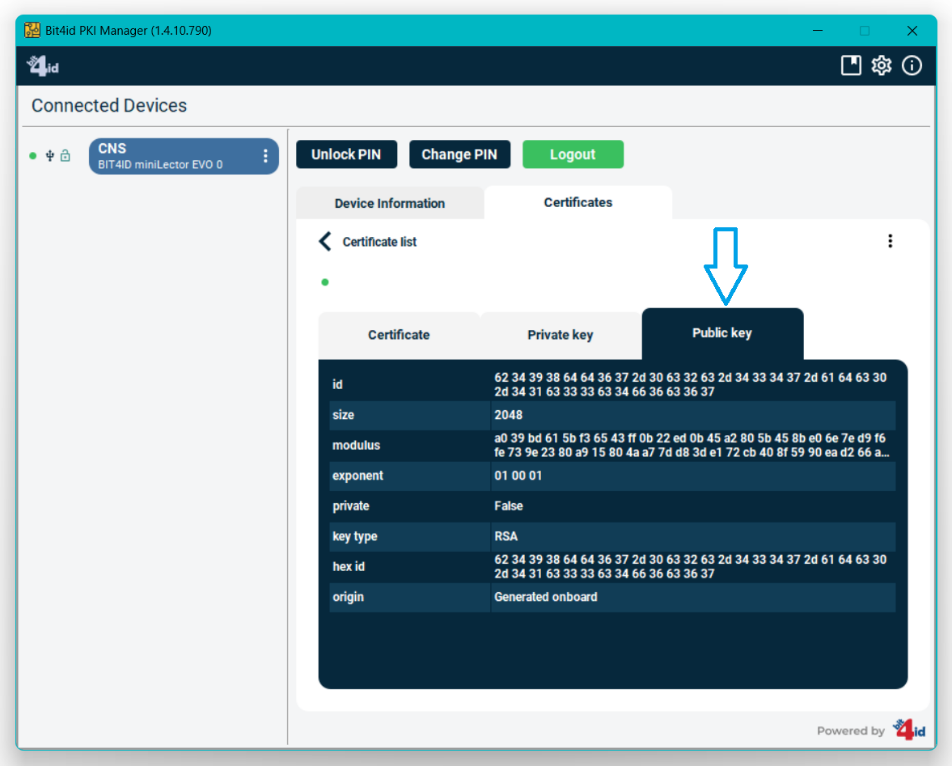 Bit4id PKI Manager (1.4.10.790)
4id
Connected Devices
CNS
BIT4ID miniLector EVO 0
Unlock PIN Change PIN Logout
Device Information Certificates
Certificate list
Certificate Private key Public key
id 62 34 39 38 64 64 36 37 2d 30 63 32 63 2d 34 33 34 37 2d 61 64 63 30
2d 34 31 63 33 33 63 34 66 36 63 36 37
size 2048
modulus a0 39 bd 61 5b f3 65 43 ff 0b 22 ed 0b 45 a2 80 5b 45 8b e0 6e 7e d9 f6
fe 73 9e 23 80 a9 15 80 4a a7 7d d8 3d e1 72 cb 40 8f 59 90 ea d2 66 a...
exponent 01 00 01
private False
key type RSA
hex id 62 34 39 38 64 64 36 37 2d 30 63 32 63 2d 34 33 34 37 2d 61 64 63 30
2d 34 31 63 33 33 63 34 66 36 63 36 37
origin Generated onboard
Powered by 4id